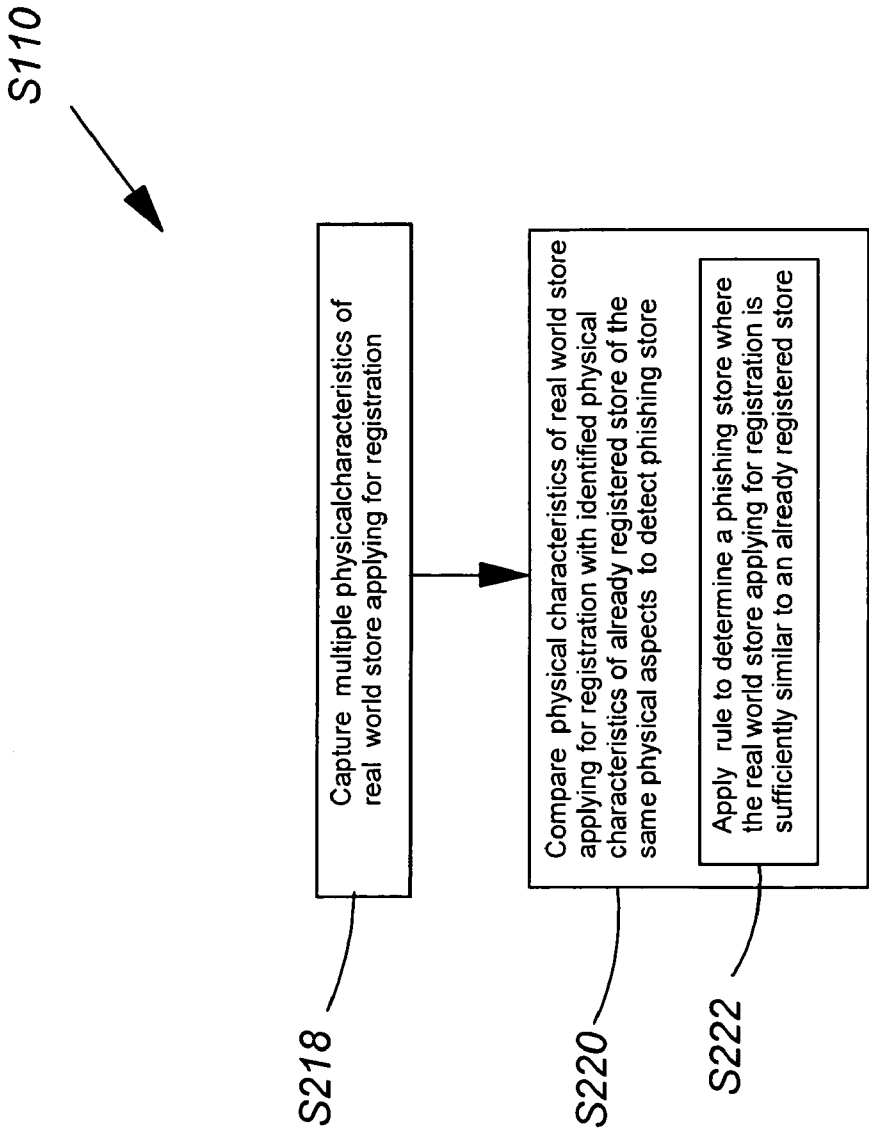 S110
S218
Capture multiple physicalcharacteristics of
real world store applying for registration
S220
Compare physical characteristics of real world store
applying for registration with identified physical
characteristics of already registered store of the
same physical aspects to detect phishing store
S222
Apply rule to determine a phishing store where
the real world store applying for registration is
sufficiently similar to an already registered store